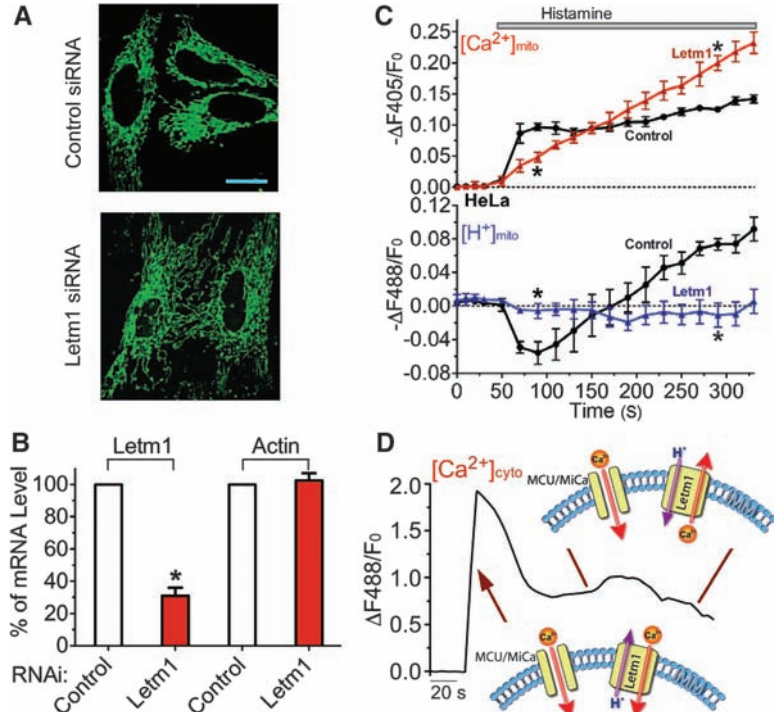 A
Control siRNA
Letm1 siRNA
B
Letm1
Actin
% of mRNA Level
100
80
60
40
20
0
RNAi:
Control
Letm1
Control
Letm1
C
Histamine
[Ca2+]mito
Letm1
*
-ΔF405/F0
0.25
0.20
0.15
0.10
0.05
0.00
Control
*
HeLa
[H+]mito
Control
-ΔF488/F0
0.12
0.08
0.04
0.00
-0.04
-0.08
*
Letm1
*
0 50 100 150 200 250 300
Time (S)
D
[Ca2+]cyto
ΔF488/F0
2.0
1.5
1.0
0.5
0.0
20 s
MCU/MiCa
Ca2+
H+
Letm1
Ca2+
MCU/MiCa
Ca2+
Ca2+
Letm1
H+